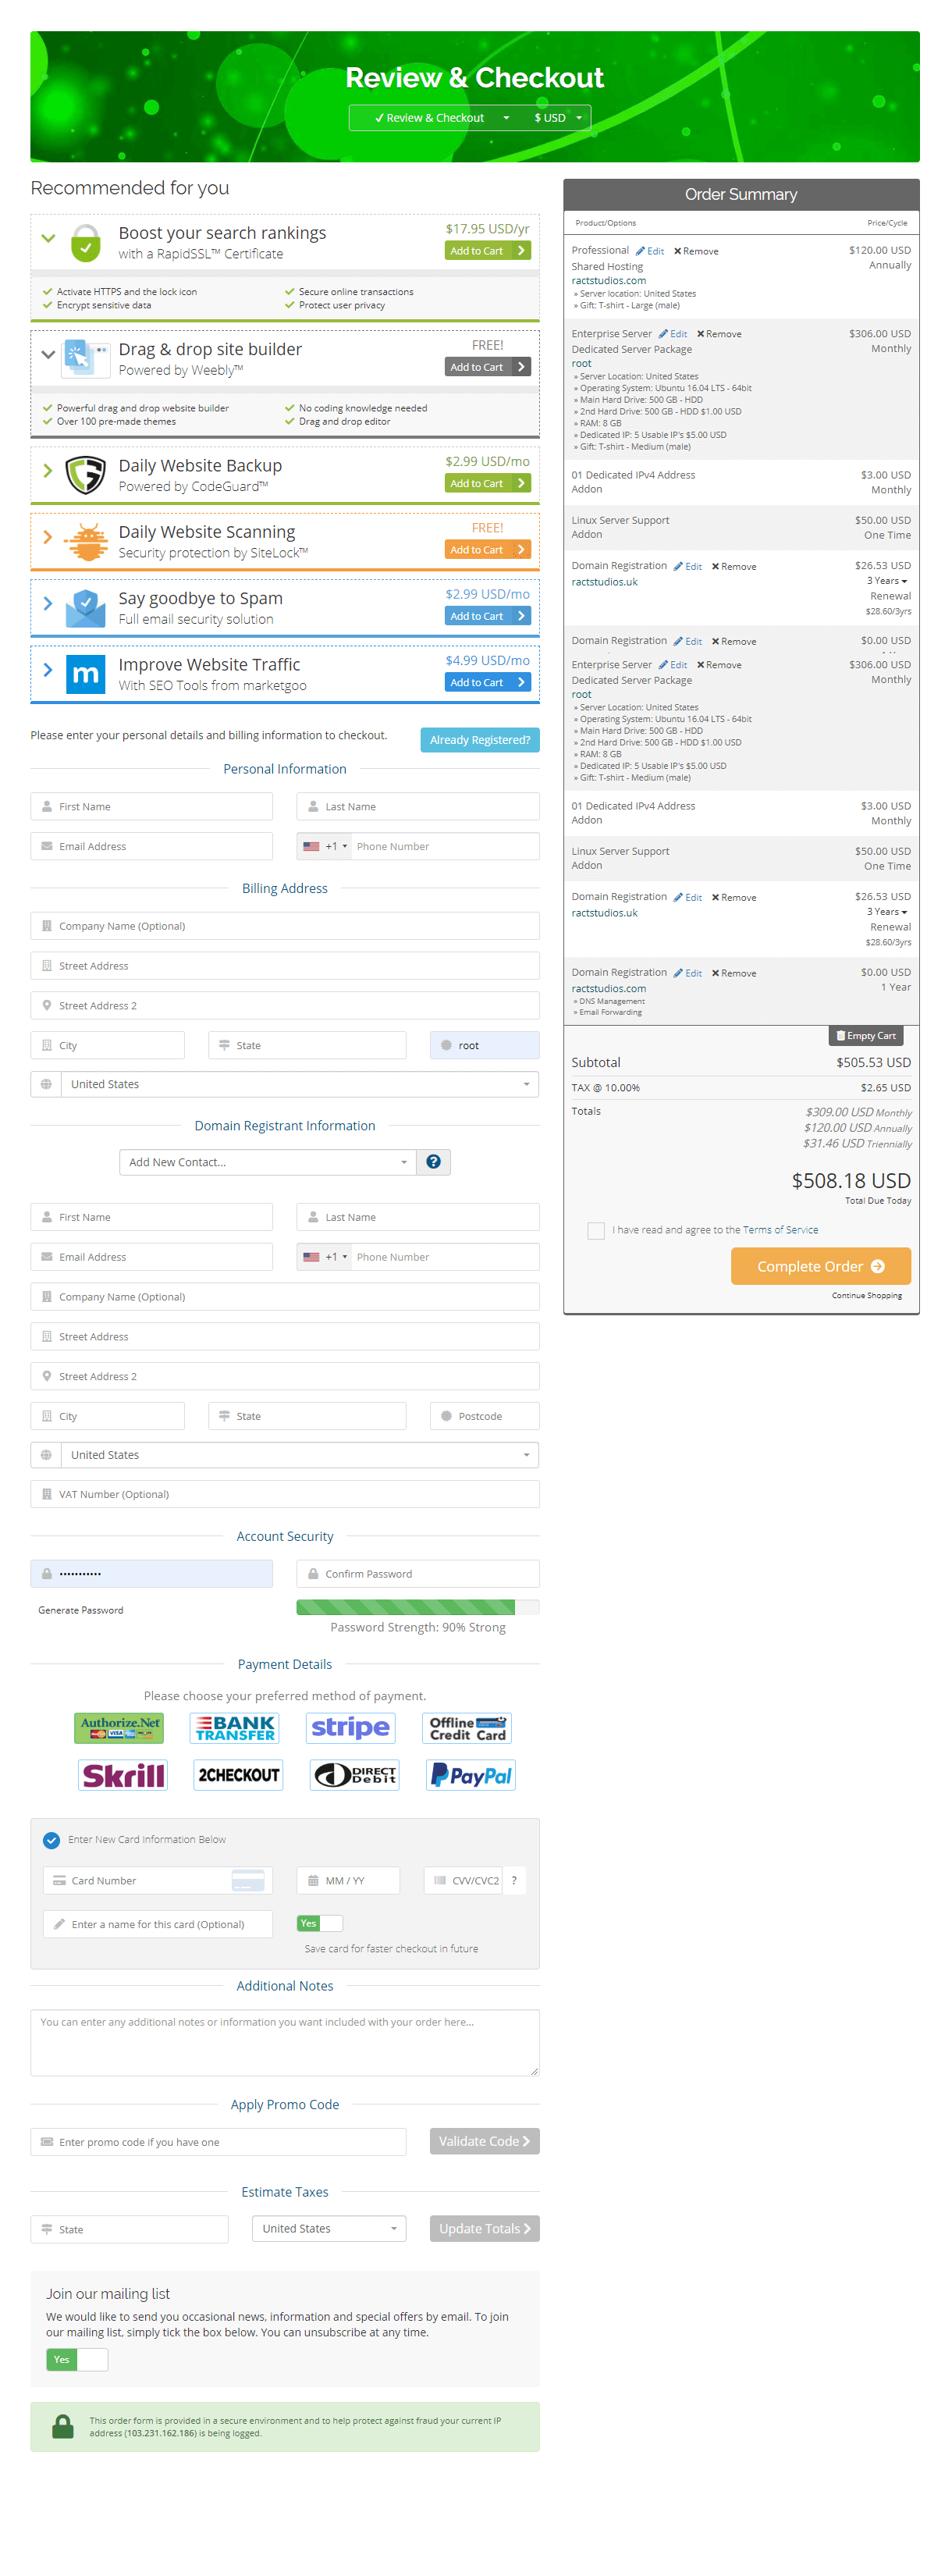 Review & Checkout
Review & Checkout $ USD
Recommended for you
Boost your search rankings $17.95 USD/yr
with a RapidSSL™ Certificate Add to Cart
Activate HTTPS and the lock icon Secure online transactions
Encrypt sensitive data Protect user privacy
Drag & drop site builder FREE!
Powered by Weebly™ Add to Cart
Powerful drag and drop website builder No coding knowledge needed
Over 100 pre-made themes Drag and drop editor
Daily Website Backup $2.99 USD/mo
Powered by CodeGuard™ Add to Cart
Daily Website Scanning FREE!
Security protection by SiteLock™ Add to Cart
Say goodbye to Spam $2.99 USD/mo
Full email security solution Add to Cart
m
Improve Website Traffic $4.99 USD/mo
With SEO Tools from marketgoo Add to Cart
Please enter your personal details and billing information to checkout. Already Registered?
Personal Information
First Name Last Name
Email Address +1 Phone Number
Billing Address
Company Name (Optional)
Street Address
Street Address 2
City State root
United States
Domain Registrant Information
Add New Contact... ?
First Name Last Name
Email Address +1 Phone Number
Company Name (Optional)
Street Address
Street Address 2
City State Postcode
United States
VAT Number (Optional)
Account Security
Confirm Password
Generate Password
Password Strength: 90% Strong
Payment Details
Please choose your preferred method of payment.
Authorize.Net
VISA
BANK TRANSFER
stripe
Offline Credit Card
Skrill
2CHECKOUT
DIRECT Debit
PayPal
Enter New Card Information Below
Card Number MM / YY CVV/CVC2 ?
Enter a name for this card (Optional) Yes
Save card for faster checkout in future
Additional Notes
You can enter any additional notes or information you want included with your order here...
Apply Promo Code
Enter promo code if you have one Validate Code
Estimate Taxes
State United States Update Totals
Join our mailing list
We would like to send you occasional news, information and special offers by email. To join
our mailing list, simply tick the box below. You can unsubscribe at any time.
Yes
This order form is provided in a secure environment and to help protect against fraud your current IP
address (103.231.162.186) is being logged.
Order Summary
Product/Options Price/Cycle
Professional Edit Remove $120.00 USD
Shared Hosting Annually
ractstudios.com
» Server location: United States
» Gift: T-shirt - Large (male)
Enterprise Server Edit Remove $306.00 USD
Dedicated Server Package Monthly
root
» Server Location: United States
» Operating System: Ubuntu 16.04 LTS - 64bit
» Main Hard Drive: 500 GB - HDD
» 2nd Hard Drive: 500 GB - HDD $1.00 USD
» RAM: 8 GB
» Dedicated IP: 5 Usable IP's $5.00 USD
» Gift: T-shirt - Medium (male)
01 Dedicated IPv4 Address $3.00 USD
Addon Monthly
Linux Server Support $50.00 USD
Addon One Time
Domain Registration Edit Remove $26.53 USD
ractstudios.uk 3 Years
Renewal
$28.60/3yrs
Domain Registration Edit Remove $0.00 USD
Enterprise Server Edit Remove $306.00 USD
Dedicated Server Package Monthly
root
» Server Location: United States
» Operating System: Ubuntu 16.04 LTS - 64bit
» Main Hard Drive: 500 GB - HDD
» 2nd Hard Drive: 500 GB - HDD $1.00 USD
» RAM: 8 GB
» Dedicated IP: 5 Usable IP's $5.00 USD
» Gift: T-shirt - Medium (male)
01 Dedicated IPv4 Address $3.00 USD
Addon Monthly
Linux Server Support $50.00 USD
Addon One Time
Domain Registration Edit Remove $26.53 USD
ractstudios.uk 3 Years
Renewal
$28.60/3yrs
Domain Registration Edit Remove $0.00 USD
ractstudios.com 1 Year
» DNS Management
» Email Forwarding
Empty Cart
Subtotal $505.53 USD
TAX @ 10.00% $2.65 USD
Totals $309.00 USD Monthly
$120.00 USD Annually
$31.46 USD Triennially
$508.18 USD
Total Due Today
I have read and agree to the Terms of Service
Complete Order
Continue Shopping